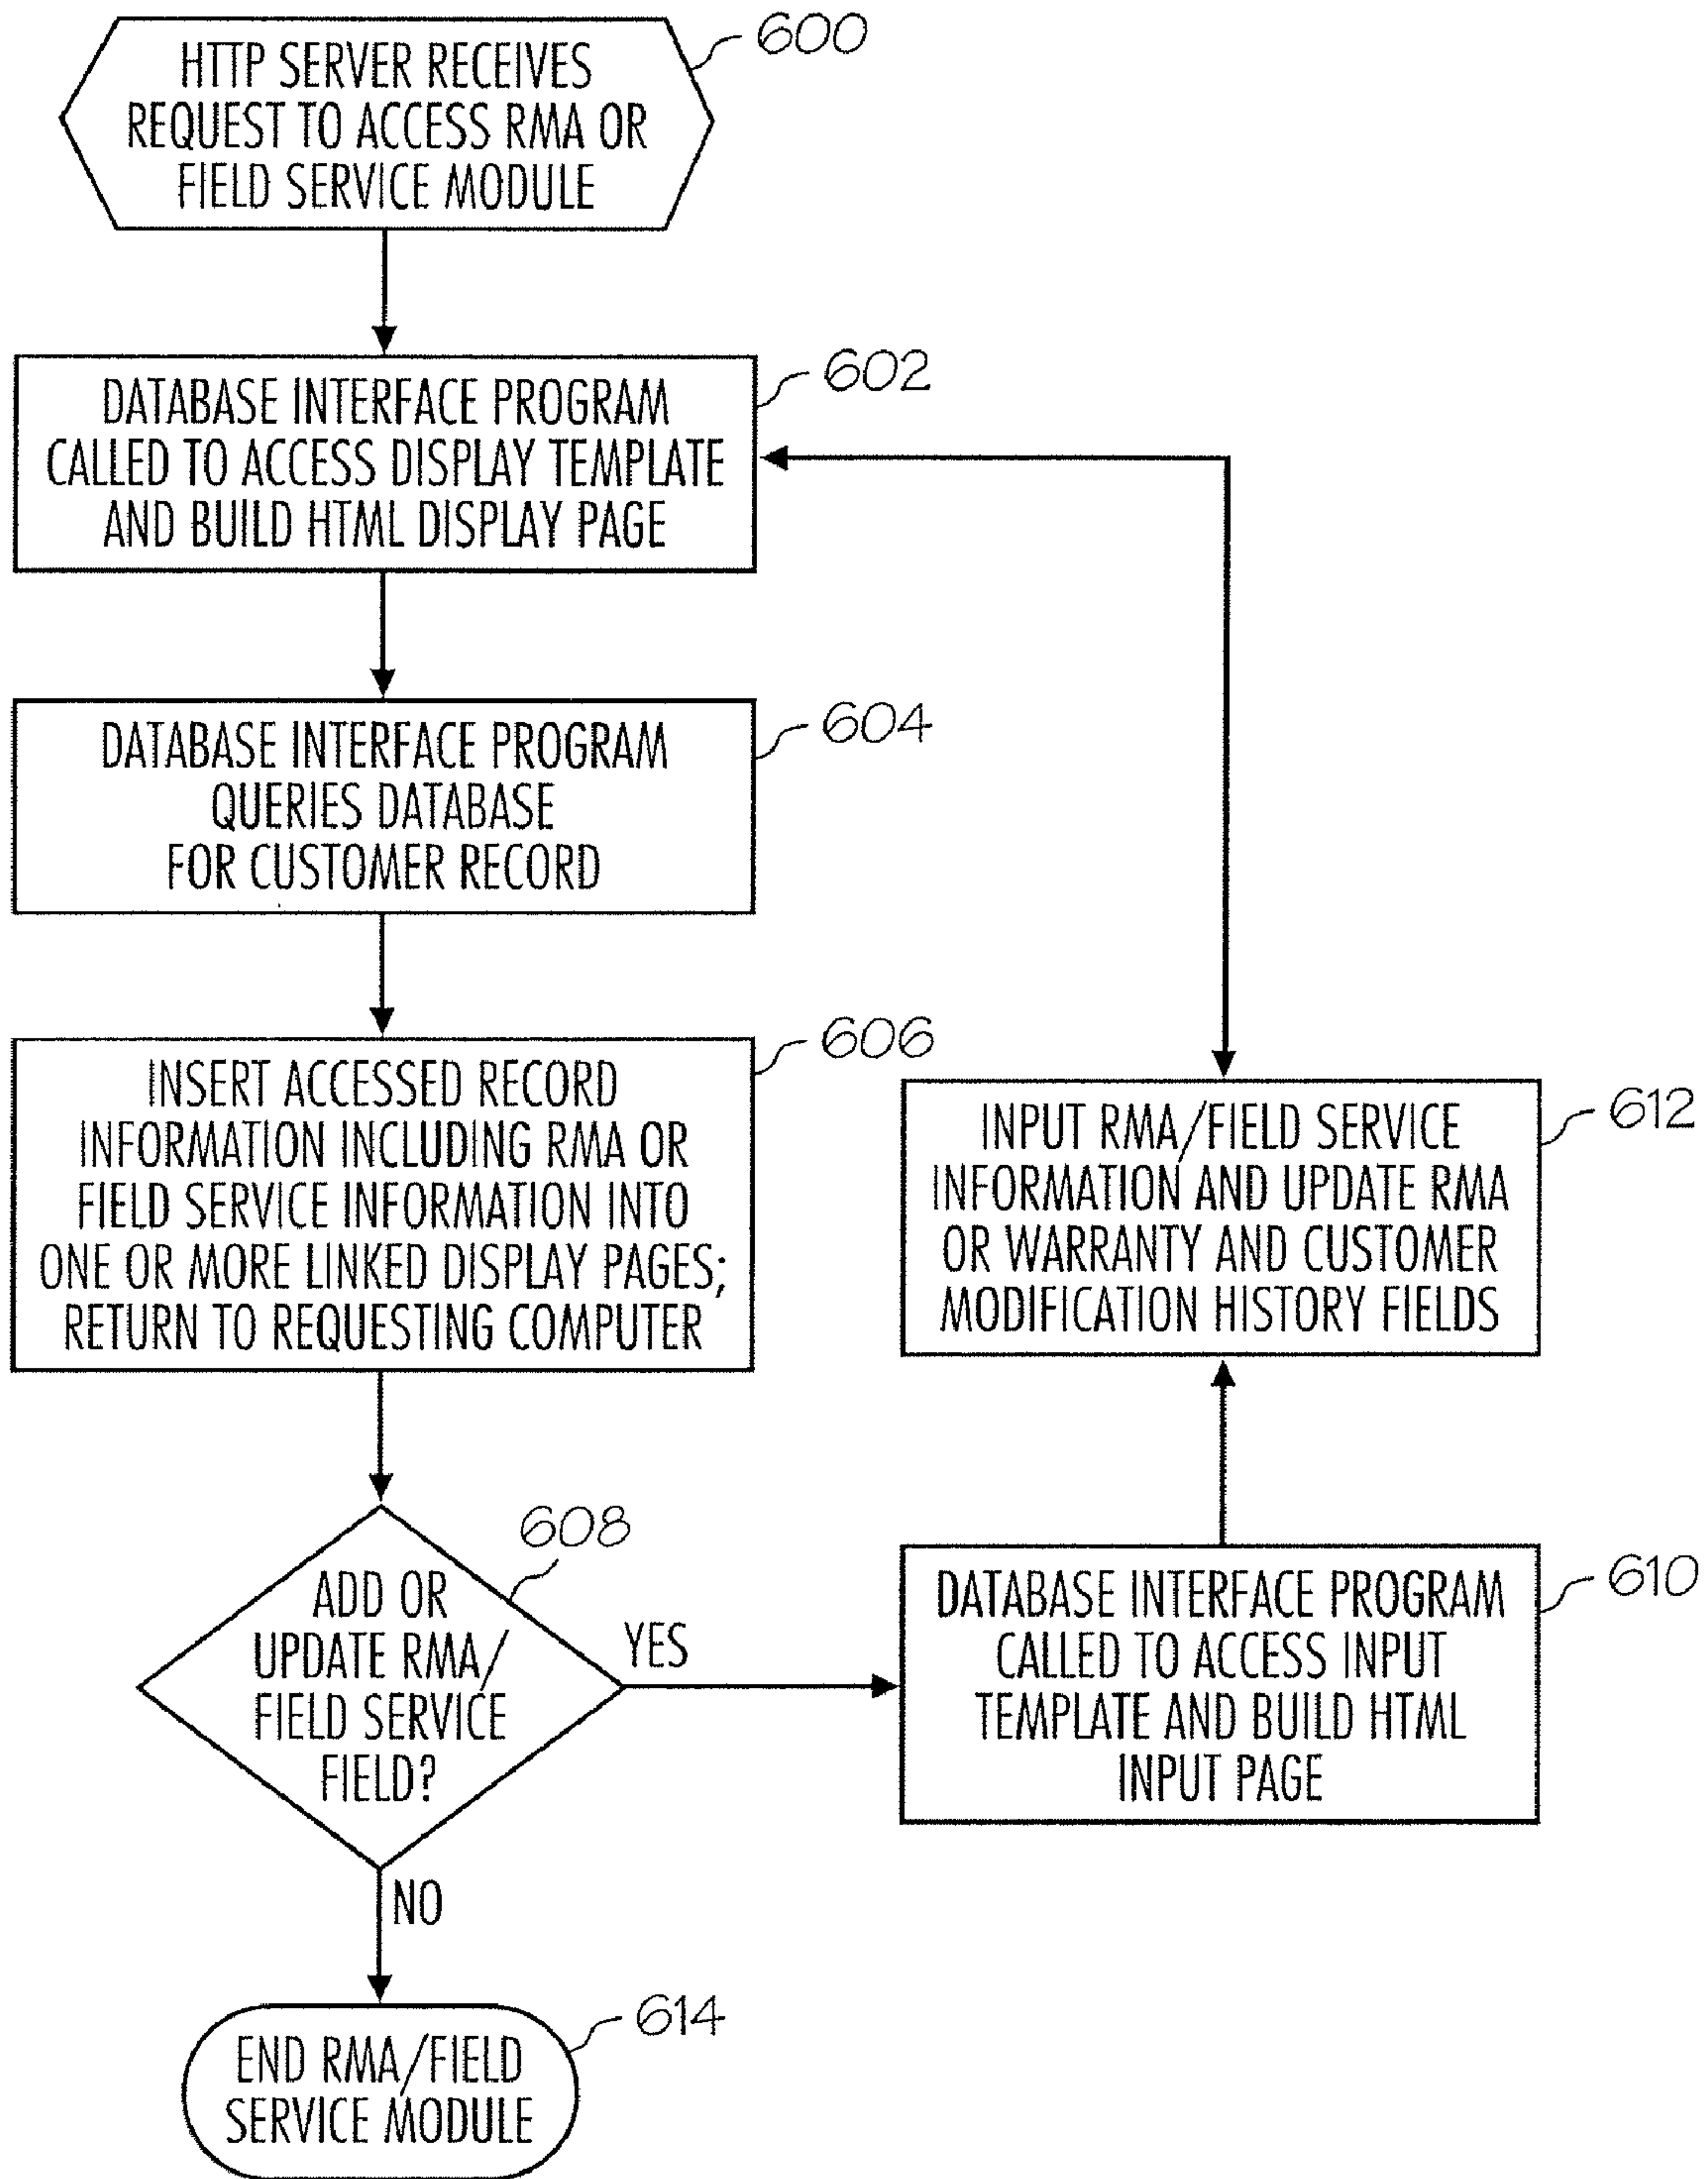 HTTP SERVER RECEIVES
REQUEST TO ACCESS RMA OR
FIELD SERVICE MODULE
600
DATABASE INTERFACE PROGRAM
CALLED TO ACCESS DISPLAY TEMPLATE
AND BUILD HTML DISPLAY PAGE
602
DATABASE INTERFACE PROGRAM
QUERIES DATABASE
FOR CUSTOMER RECORD
604
INSERT ACCESSED RECORD
INFORMATION INCLUDING RMA OR
FIELD SERVICE INFORMATION INTO
ONE OR MORE LINKED DISPLAY PAGES;
RETURN TO REQUESTING COMPUTER
606
INPUT RMA/FIELD SERVICE
INFORMATION AND UPDATE RMA
OR WARRANTY AND CUSTOMER
MODIFICATION HISTORY FIELDS
612
ADD OR
UPDATE RMA/
FIELD SERVICE
FIELD?
608
YES
DATABASE INTERFACE PROGRAM
CALLED TO ACCESS INPUT
TEMPLATE AND BUILD HTML
INPUT PAGE
610
NO
END RMA/FIELD
SERVICE MODULE
614